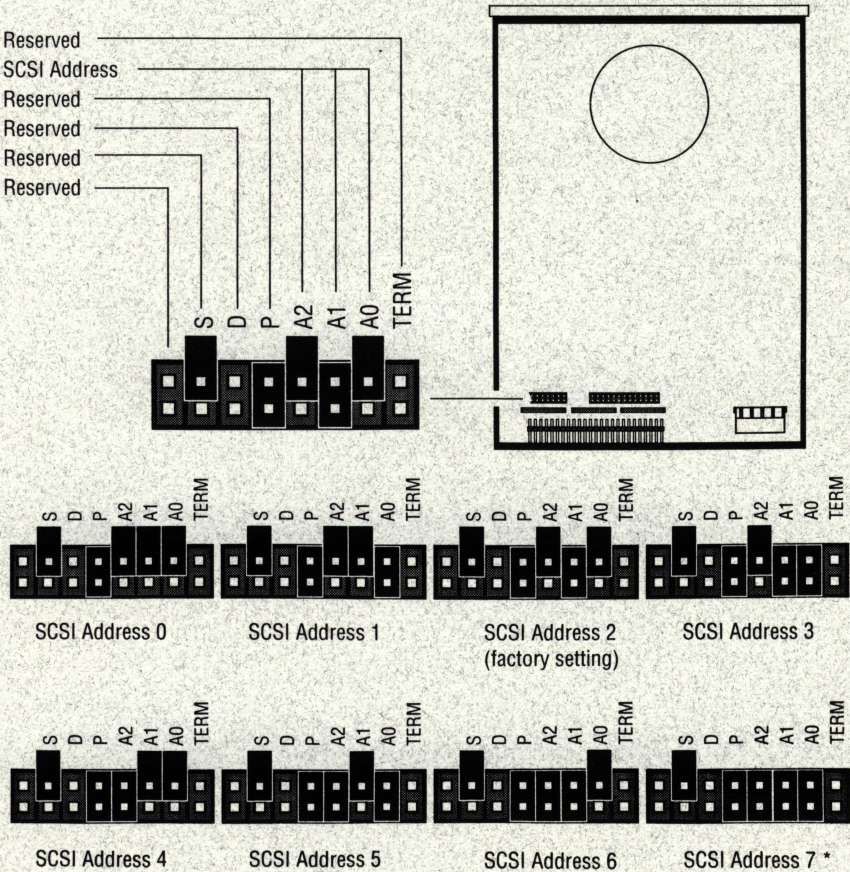 Reserved
SCSI Address
Reserved
Reserved
Reserved
Reserved
S D P A2 A1 A0 TERM
S D P A2 A1 A0 TERM
S D P A2 A1 A0 TERM
S D P A2 A1 A0 TERM
S D P A2 A1 A0 TERM
SCSI Address 0
SCSI Address 1
SCSI Address 2
(factory setting)
SCSI Address 3
S D P A2 A1 A0 TERM
S D P A2 A1 A0 TERM
S D P A2 A1 A0 TERM
S D P A2 A1 A0 TERM
SCSI Address 4
SCSI Address 5
SCSI Address 6
SCSI Address 7 *